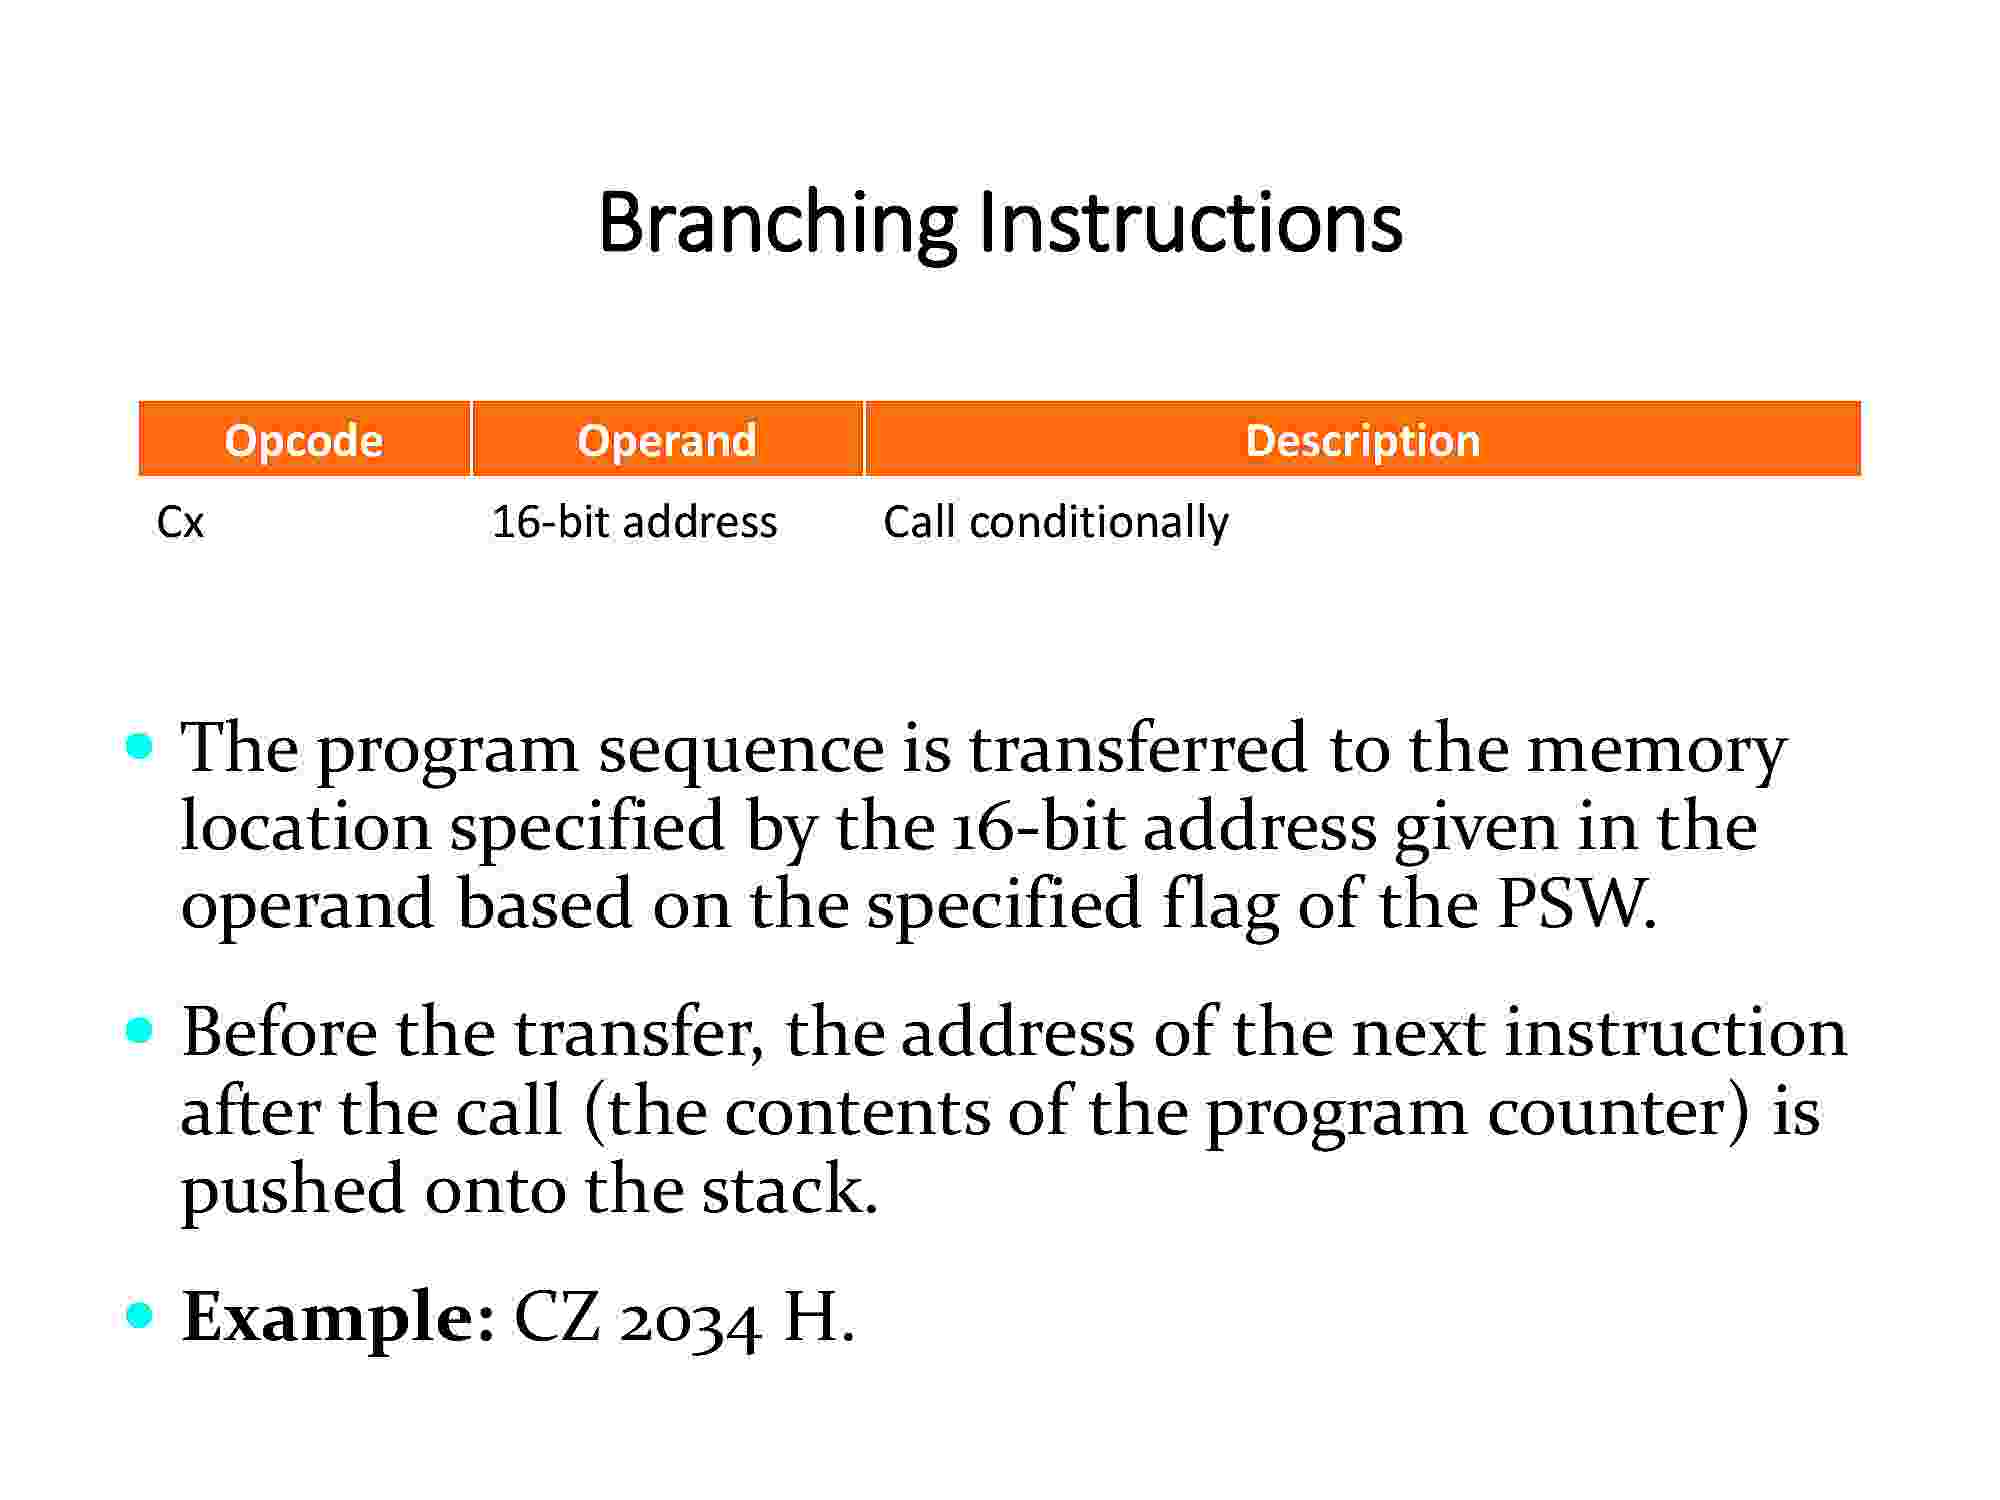 Branching Instructions
Opcode Operand Description
Cx 16-bit address Call conditionally
• The program sequence is transferred to the memory
location specified by the 16-bit address given in the
operand based on the specified flag of the PSW.
• Before the transfer, the address of the next instruction
after the call (the contents of the program counter) is
pushed onto the stack.
• Example: CZ 2034 H.